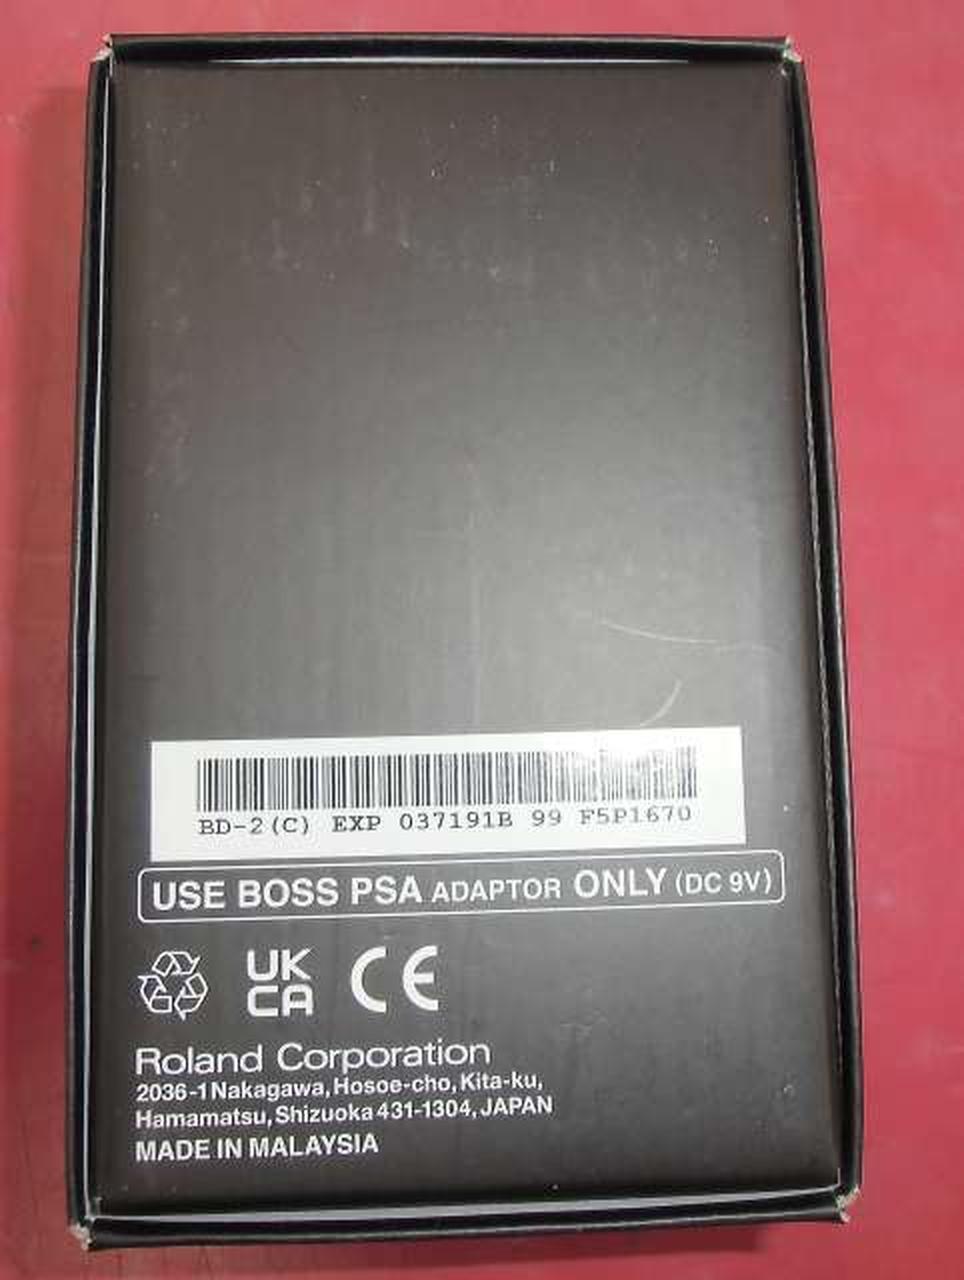 BD-2(C) EXP 037191B 99 F5P1670
USE BOSS PSA ADAPTOR ONLY (DC 9V)
UK
CA
CE
Roland Corporation
2036-1 Nakagawa, Hosoe-cho, Kita-ku,
Hamamatsu, Shizuoka 431-1304, JAPAN
MADE IN MALAYSIA